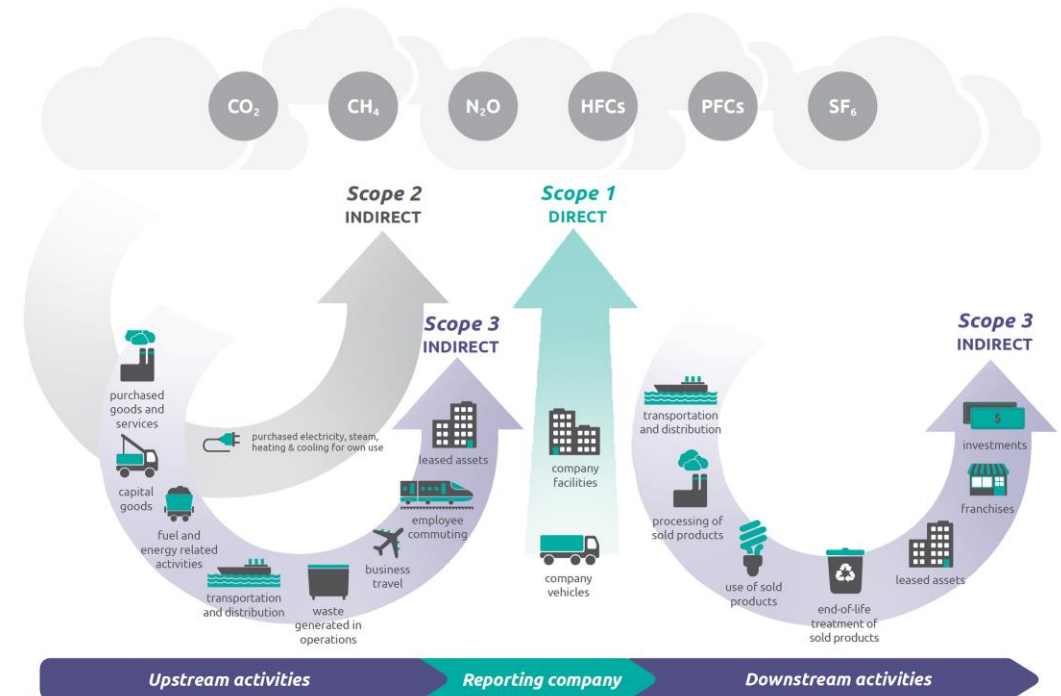 CO₂
CH₄
N₂O
HFCs
PFCs
SF₆
Scope 2
INDIRECT
Scope 1
DIRECT
Scope 3
INDIRECT
Scope 3
INDIRECT
purchased
goods and
services
capital
goods
fuel and
energy related
activities
transportation
and distribution
waste
generated in
operations
business
travel
employee
commuting
leased assets
purchased electricity, steam,
heating & cooling for own use
company
facilities
company
vehicles
transportation
and distribution
processing of
sold products
use of sold
products
end-of-life
treatment of
sold products
leased assets
franchises
$
investments
Upstream activities
Reporting company
Downstream activities